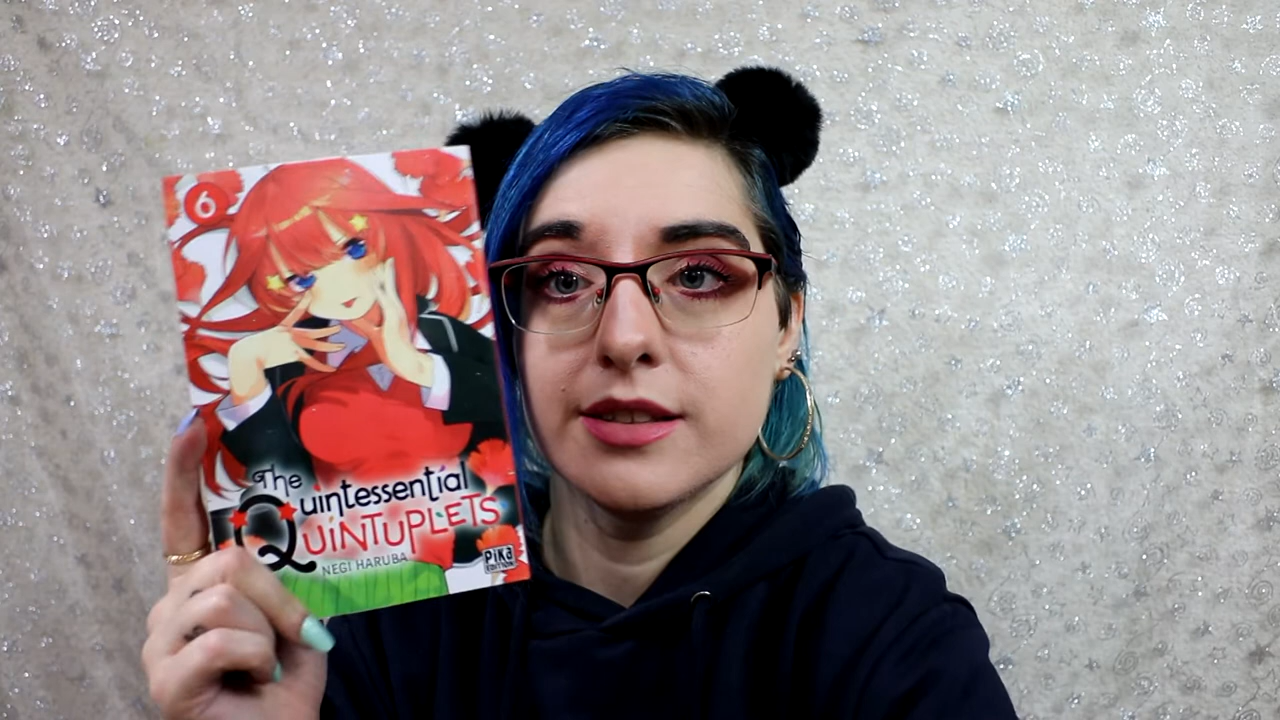 6
The
Quintessential
QUINTUPLETS
NEGI HARUBA
Pika
EDITION